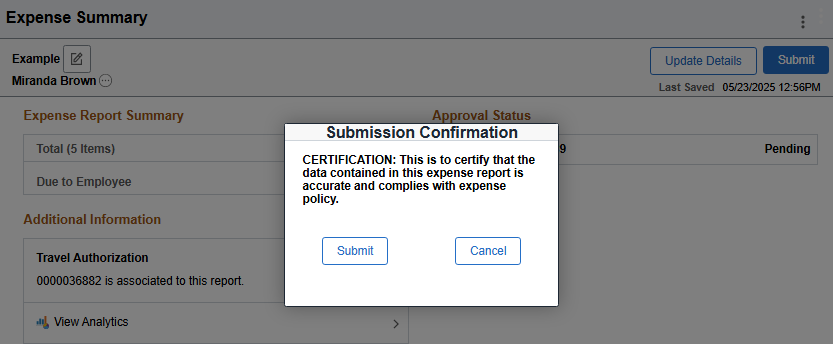 Expense Summary
Example
Update Details
Submit
Miranda Brown
Last Saved 05/23/2025 12:56PM
Expense Report Summary
Approval Status
Total (5 Items)
9
Pending
Due to Employee
Additional Information
Travel Authorization
0000036882 is associated to this report.
View Analytics
Submission Confirmation
CERTIFICATION: This is to certify that the
data contained in this expense report is
accurate and complies with expense
policy.
Submit
Cancel